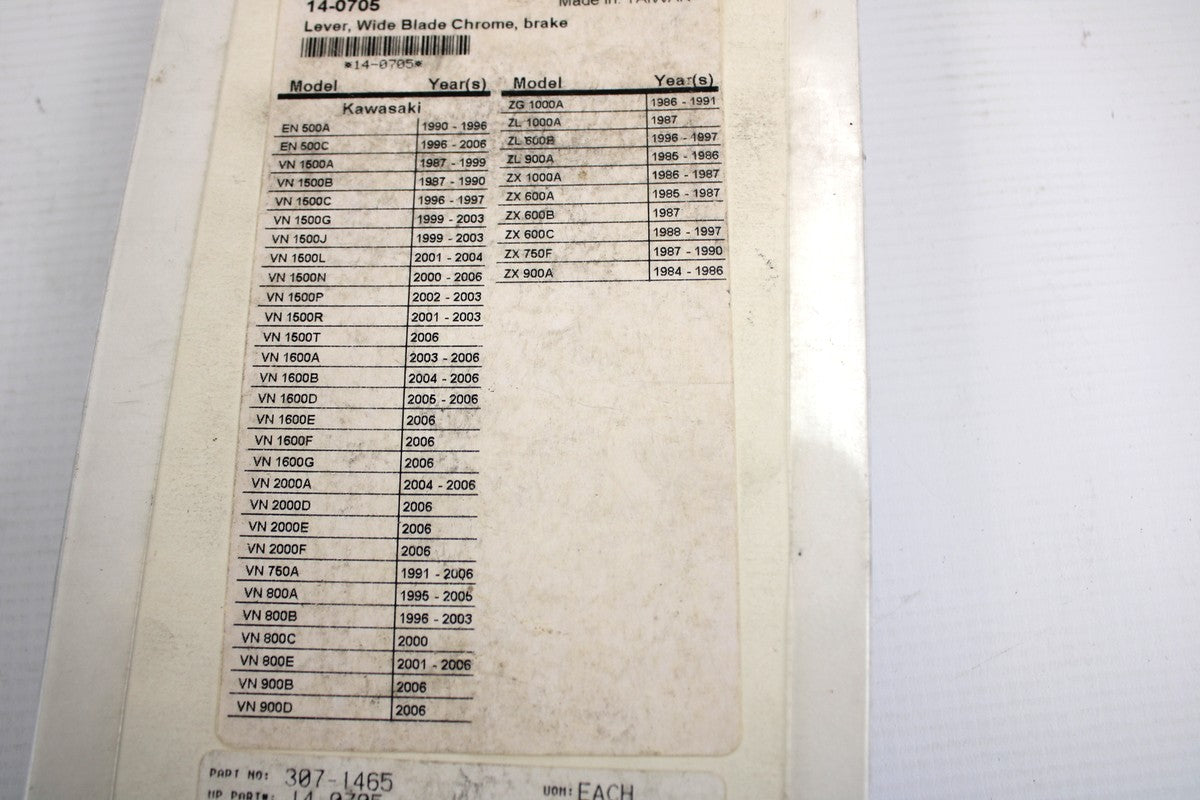 14-0705
Made in: TAIWAN
Lever, Wide Blade Chrome, brake
*14-0705*
Model Year(s)
Kawasaki
EN 500A 1990 - 1996
EN 500C 1996 - 2006
VN 1500A 1987 - 1999
VN 1500B 1987 - 1990
VN 1500C 1996 - 1997
VN 1500G 1999 - 2003
VN 1500J 1999 - 2003
VN 1500L 2001 - 2004
VN 1500N 2000 - 2006
VN 1500P 2002 - 2003
VN 1500R 2001 - 2003
VN 1500T 2006
VN 1600A 2003 - 2006
VN 1600B 2004 - 2006
VN 1600D 2005 - 2006
VN 1600E 2006
VN 1600F 2006
VN 1600G 2006
VN 2000A 2004 - 2006
VN 2000D 2006
VN 2000E 2006
VN 2000F 2006
VN 750A 1991 - 2006
VN 800A 1995 - 2005
VN 800B 1996 - 2003
VN 800C 2000
VN 800E 2001 - 2006
VN 900B 2006
VN 900D 2006
Model Year(s)
ZG 1000A 1986 - 1991
ZL 1000A 1987
ZL 600B 1996 - 1997
ZL 900A 1985 - 1986
ZX 1000A 1986 - 1987
ZX 600A 1985 - 1987
ZX 600B 1987
ZX 600C 1988 - 1997
ZX 750F 1987 - 1990
ZX 900A 1984 - 1986
PART NO: 307-1465
UOM: EACH
MP PART#: 14-0705